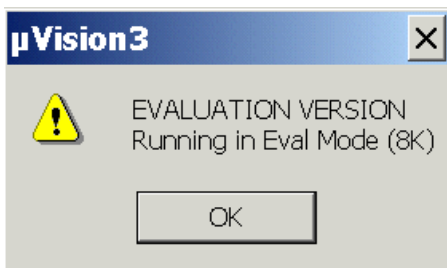 µVision3
EVALUATION VERSION
Running in Eval Mode (8K)
OK